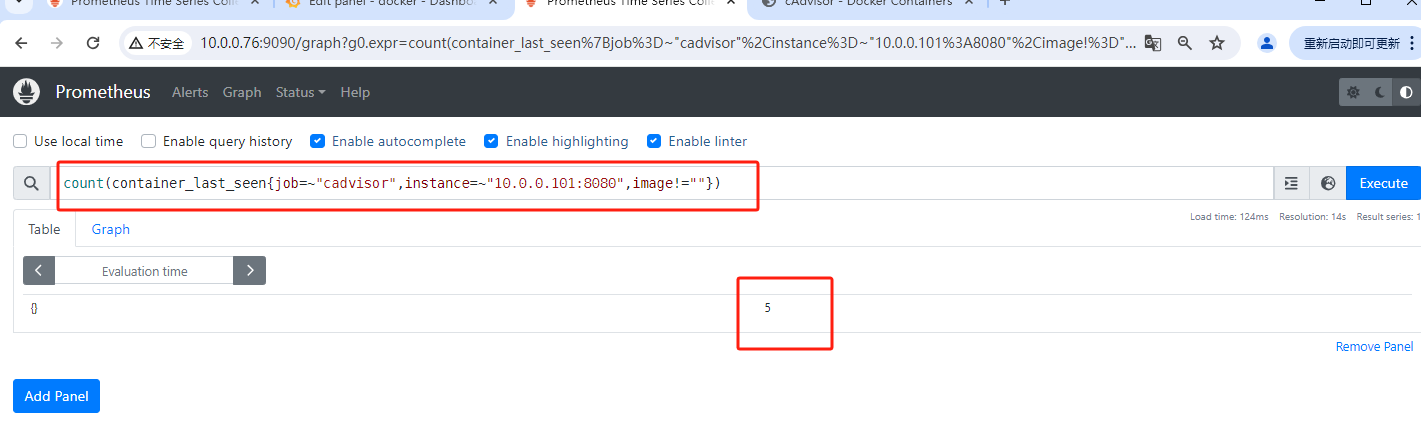 Prometheus Time Series Coll
Edit panel - docker - Dashbo
Prometheus Time Series Coll
cAdvisor - Docker Containers
不安全
10.0.0.76:9090/graph?g0.expr=count(container_last_seen%7Bjob%3D~"cadvisor"%2Cinstance%3D~"10.0.0.101%3A8080"%2Cimage!%3D"...
重新启动即可更新
Prometheus Alerts Graph Status Help
Use local time Enable query history Enable autocomplete Enable highlighting Enable linter
count(container_last_seen{job=~"cadvisor",instance=~"10.0.0.101:8080",image!=""})
Execute
Load time: 124ms Resolution: 14s Result series: 1
Table Graph
Evaluation time
{} 5
Remove Panel
Add Panel